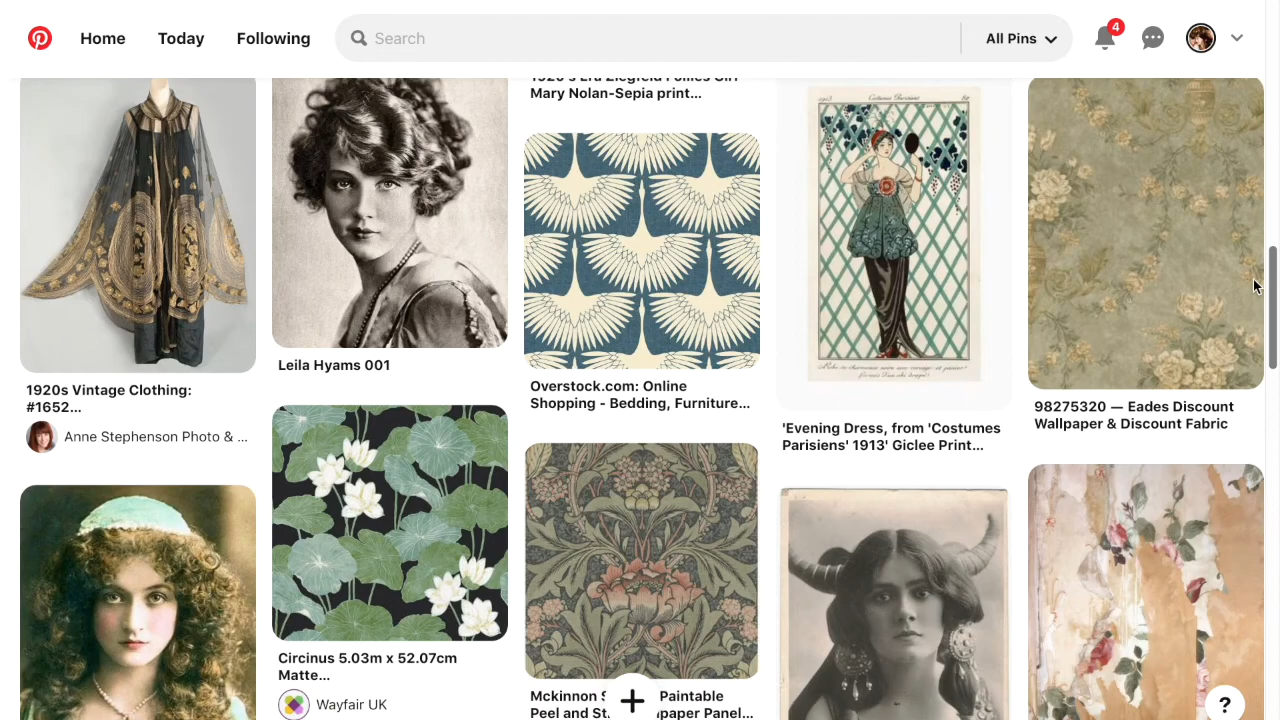 Home
Today
Following
Search
All Pins
4
1920's Era Ziegfeld Follies Girl
Mary Nolan-Sepia print...
1913
Costumes Parisiens
1920s Vintage Clothing:
#1652...
Anne Stephenson Photo & ...
Leila Hyams 001
Overstock.com: Online
Shopping - Bedding, Furniture...
'Evening Dress, from 'Costumes
Parisiens' 1913' Giclee Print...
98275320 — Eades Discount
Wallpaper & Discount Fabric
Circinus 5.03m x 52.07cm
Matte...
Wayfair UK
Mckinnon
Paintable
Peel and
Panel...
+
?